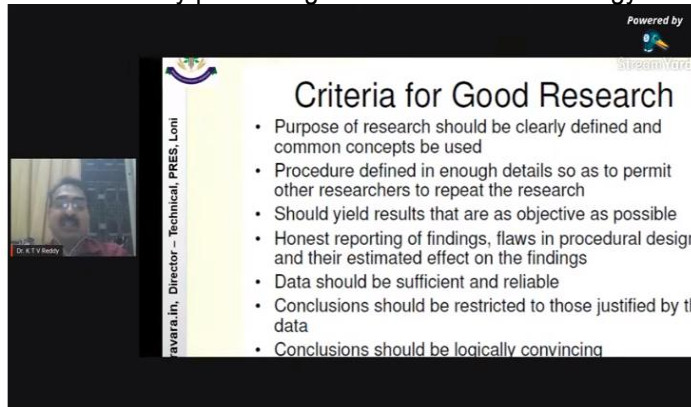 Powered by
StreamYard
Criteria for Good Research
• Purpose of research should be clearly defined and
common concepts be used
• Procedure defined in enough details so as to permit
other researchers to repeat the research
• Should yield results that are as objective as possible
• Honest reporting of findings, flaws in procedural design
and their estimated effect on the findings
• Data should be sufficient and reliable
• Conclusions should be restricted to those justified by th
data
• Conclusions should be logically convincing
ravara.in, Director – Technical, PRES, Loni
Dr. K T V Reddy